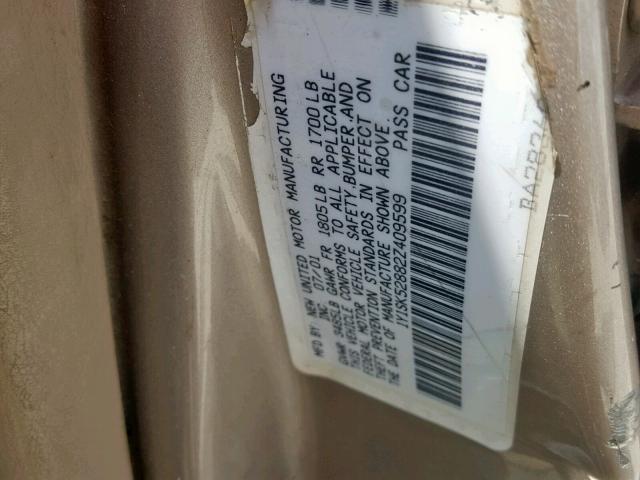 MFD BY NEW UNITED MOTOR MANUFACTURING
INC 07/01
GVWR 3485LB GAWR FR 1805LB RR 1700LB
THIS VEHICLE CONFORMS TO ALL APPLICABLE
FEDERAL MOTOR VEHICLE SAFETY,BUMPER,AND
THEFT PREVENTION STANDARDS IN EFFECT ON
THE DATE OF MANUFACTURE SHOWN ABOVE.
1Y1SK52882Z409599 PASS CAR